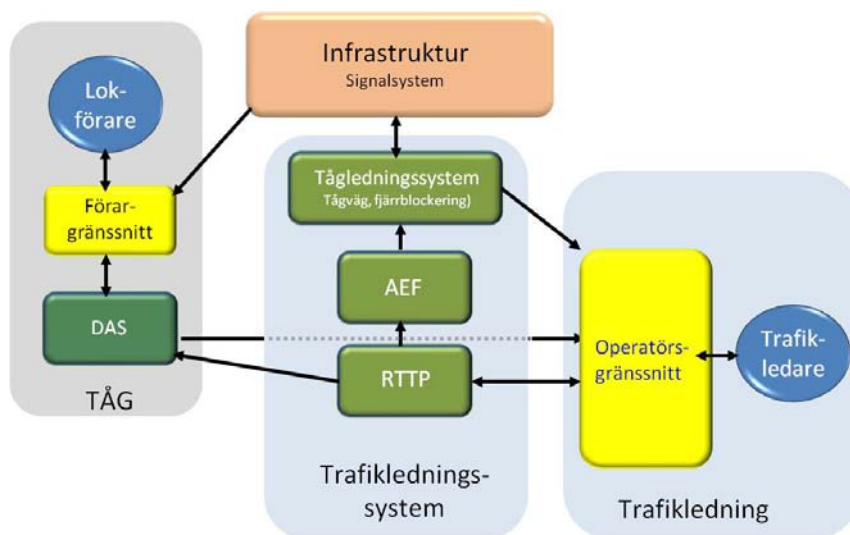 Infrastruktur
Signalsystem
Lok-
förare
Förar-
gränssnitt
DAS
TÅG
Tågledningssystem
Tågväg, fjärrblockering)
AEF
RTTP
Trafiklednings-
system
Operatörs-
gränssnitt
Trafik-
ledare
Trafikledning